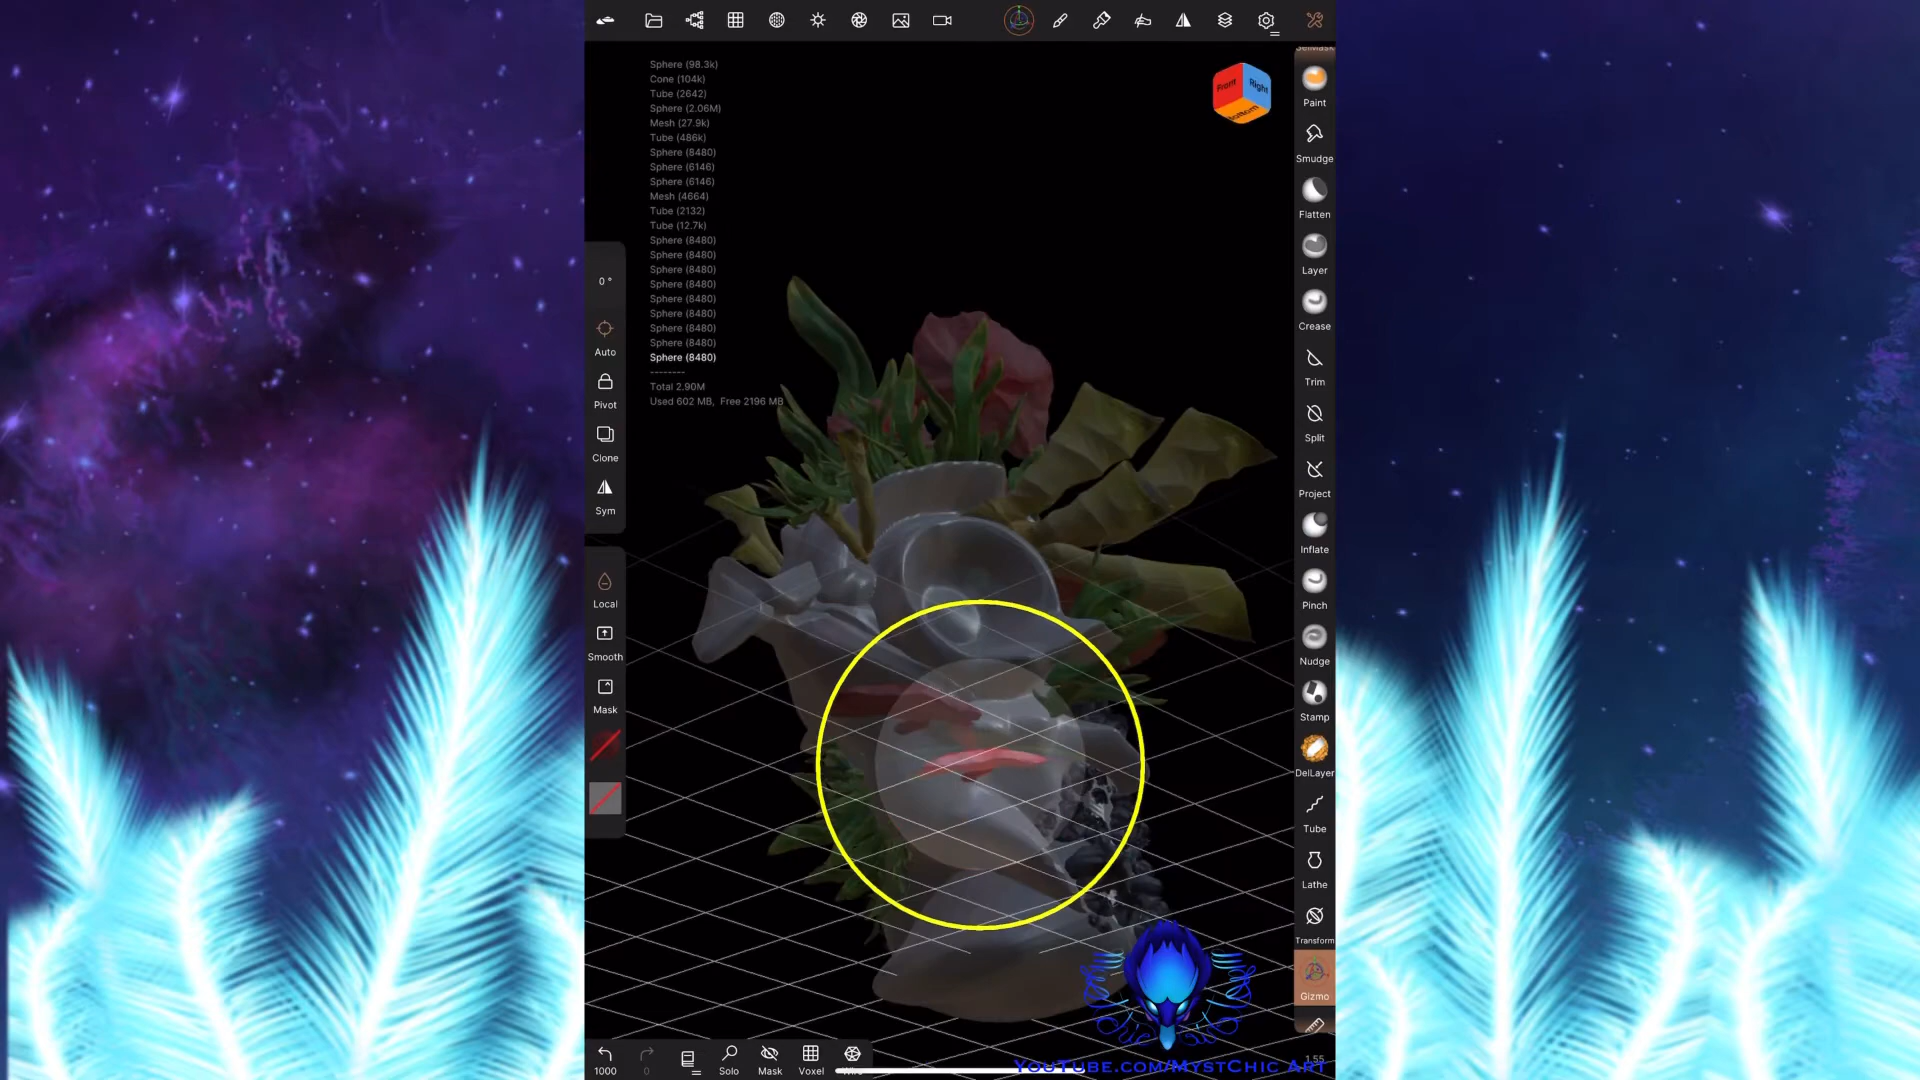 Sphere (98.3k)
Cone (104k)
Tube (2642)
Sphere (2.06M)
Mesh (27.9k)
Tube (486k)
Sphere (8480)
Sphere (6146)
Sphere (6146)
Mesh (4664)
Tube (2132)
Tube (12.7k)
Sphere (8480)
Sphere (8480)
Sphere (8480)
Sphere (8480)
Sphere (8480)
Sphere (8480)
Sphere (8480)
Sphere (8480)
Sphere (8480)
--------
Total 2.90M
Used 602 MB, Free 2196 MB
Front
Right
Bottom
0 °
Auto
Pivot
Clone
Sym
Local
Smooth
Mask
SelMask
Paint
Smudge
Flatten
Layer
Crease
Trim
Split
Project
Inflate
Pinch
Nudge
Stamp
DelLayer
Tube
Lathe
Transform
Gizmo
1000
0
Solo
Mask
Voxel
1.55
YouTube.com/MystChic Art